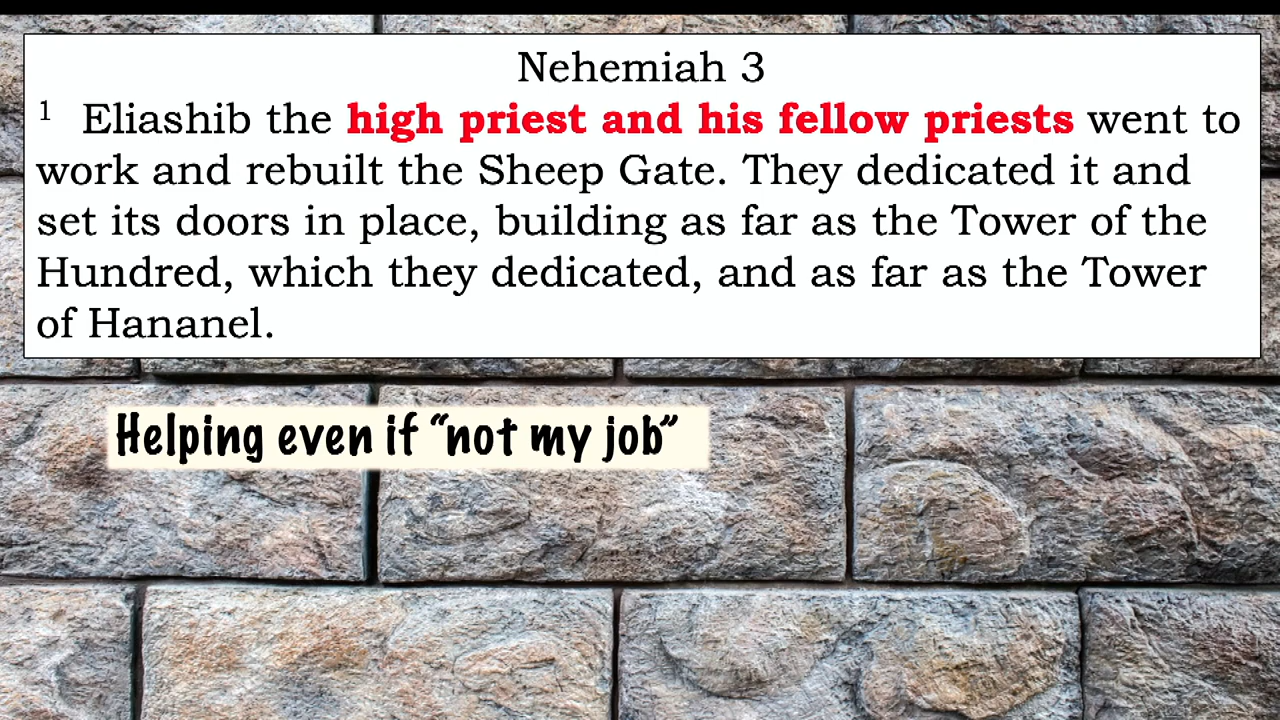 Nehemiah 3
1 Eliashib the high priest and his fellow priests went to
work and rebuilt the Sheep Gate. They dedicated it and
set its doors in place, building as far as the Tower of the
Hundred, which they dedicated, and as far as the Tower
of Hananel.
Helping even if “not my job”